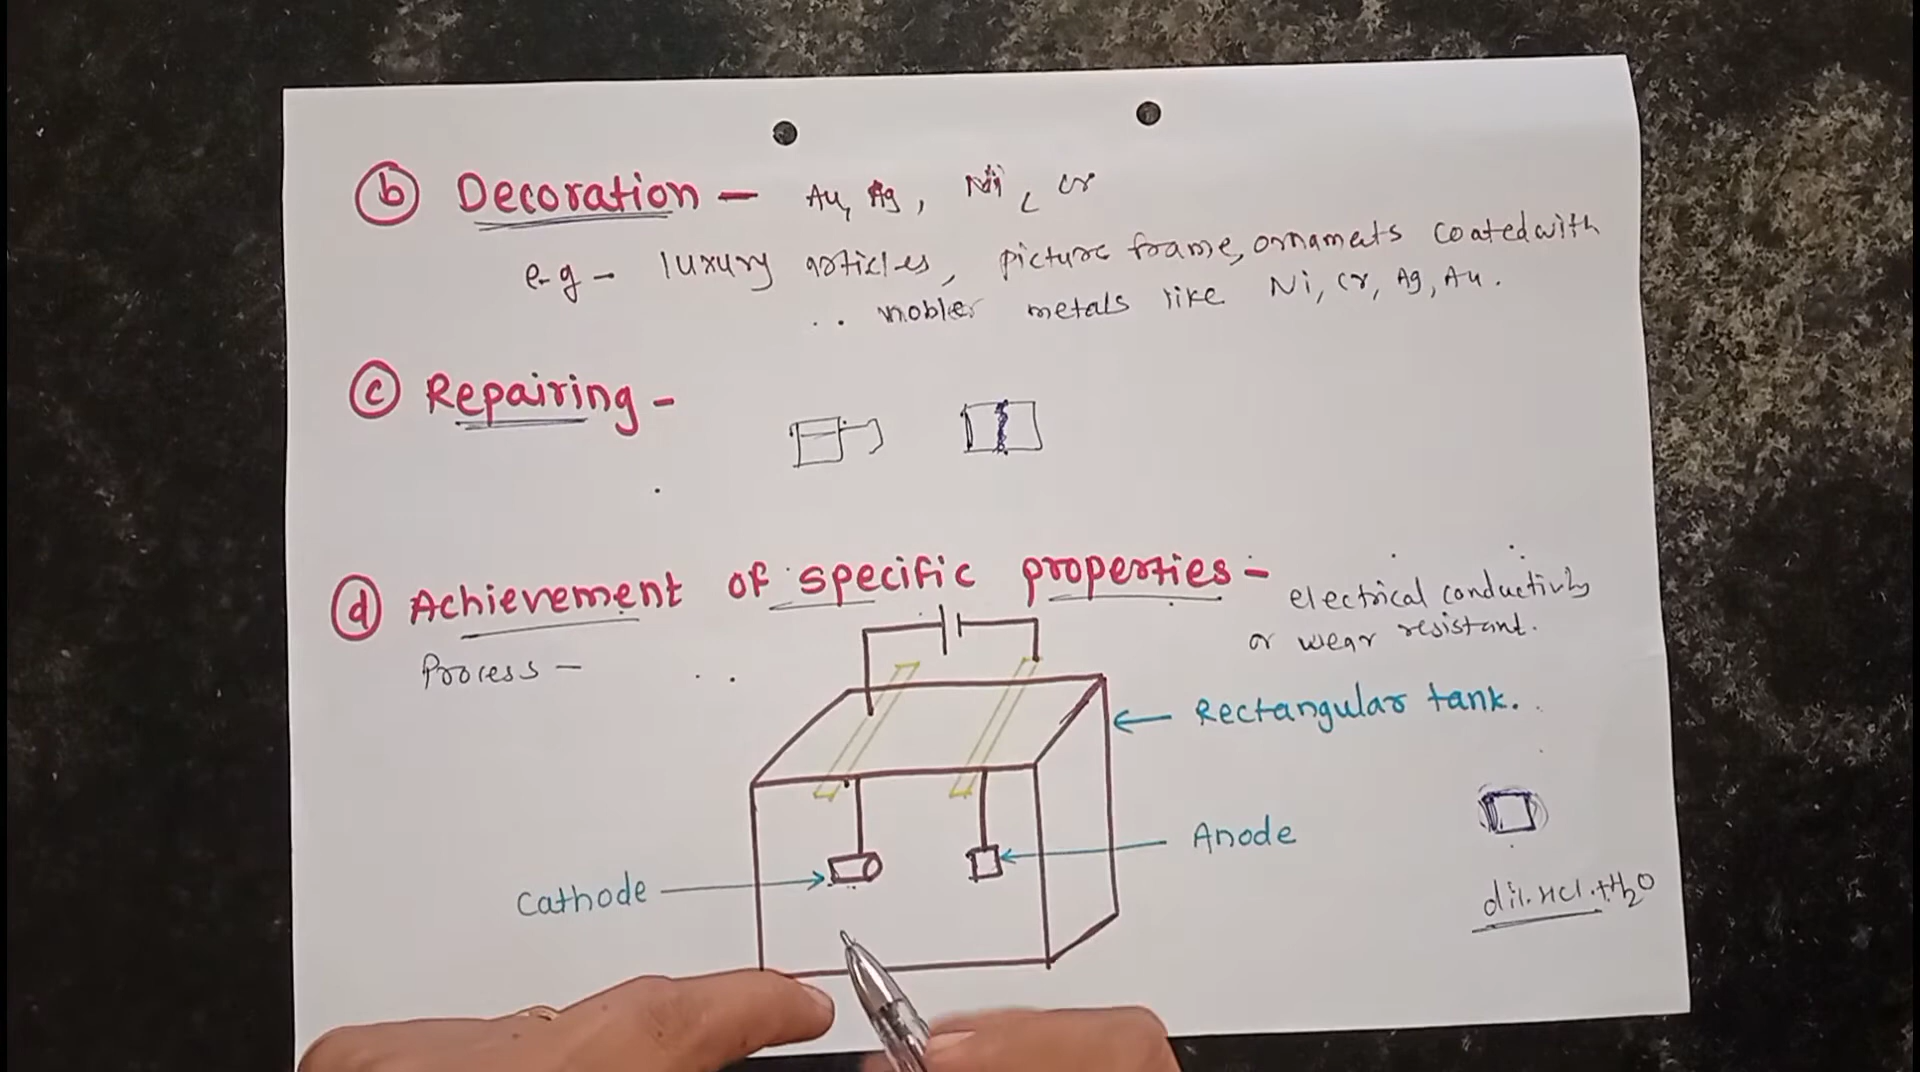 b Decoration - Au, Ag, Ni, Cr
e.g - luxury articles, picture frame, ornamets coated with
.. nobler metals like Ni, Cr, Ag, Au.
c Repairing -
d Achievement of specific properties - electrical conductivity
or wear resistant.
Process -
Rectangular tank.
Anode
Cathode
dil. HCl. + H2O